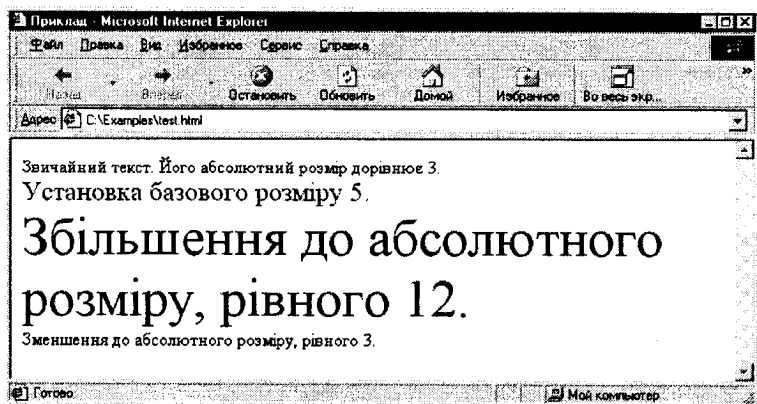 Приклад - Microsoft Internet Explorer
Файл Правка Вид Избранное Сервис Справка
Назад Вперед Остановить Обновить Домой Избранное Во весь экр... »
Адрес C:\Examples\test.html
Звичайний текст. Його абсолютний розмір дорівнює 3.
Установка базового розміру 5.
Збільшення до абсолютного
розміру, рівного 12.
Зменшення до абсолютного розміру, рівного 3.
Готово Мой компьютер